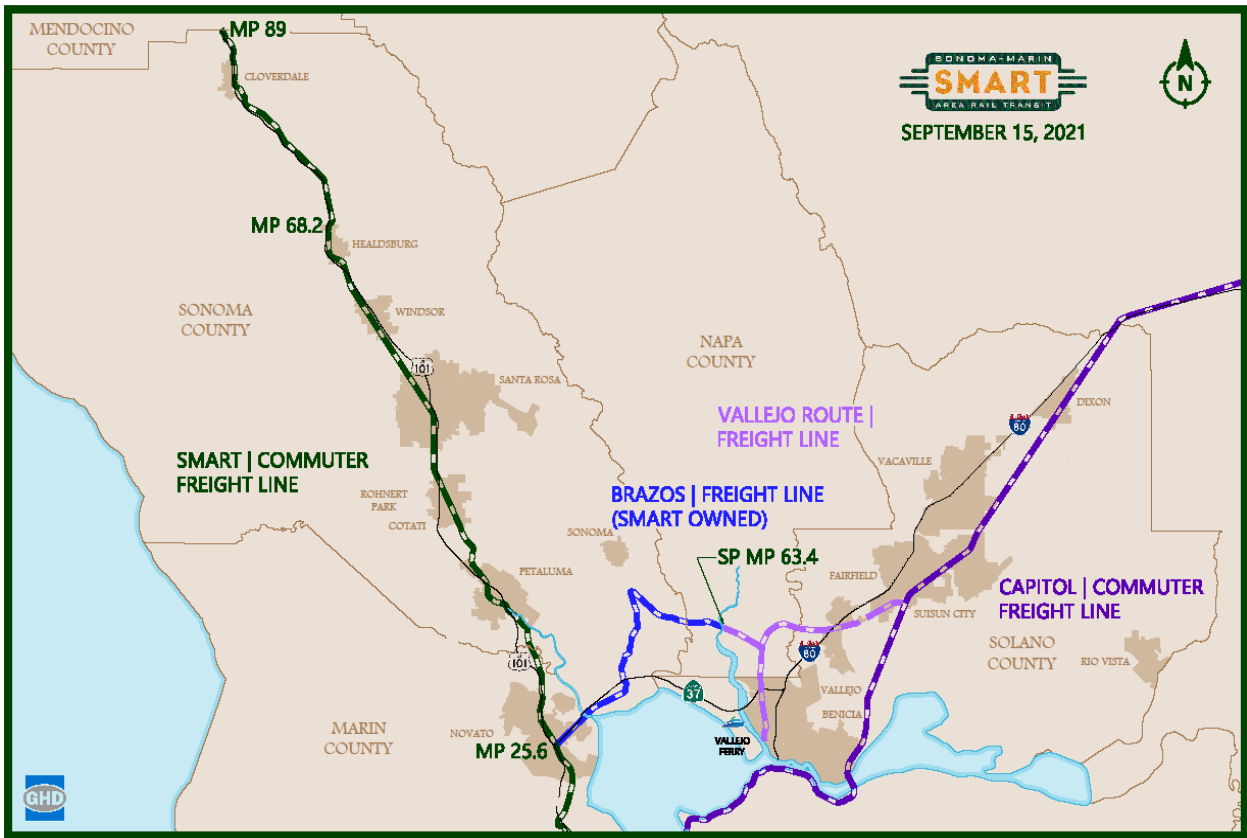 MENDOCINO
COUNTY
MP 89
CLOVERDALE
SONOMA-MARIN
SMART
AREA RAIL TRANSIT
SEPTEMBER 15, 2021
N
MP 68.2
HEALDSBURG
SONOMA
COUNTY
WINDSOR
101
SANTA ROSA
NAPA
COUNTY
DIXON
80
VALLEJO ROUTE |
FREIGHT LINE
VACAVILLE
SMART | COMMUTER
FREIGHT LINE
ROHNERT
PARK
COTATI
BRAZOS | FREIGHT LINE
(SMART OWNED)
SONOMA
SP MP 63.4
PETALUMA
FAIRFIELD
SUISUN CITY
CAPITOL | COMMUTER
FREIGHT LINE
SOLANO
COUNTY
RIO VISTA
101
80
37
VALLEJO
BENICIA
MARIN
COUNTY
NOVATO
MP 25.6
VALLEJO
FERRY
GHD